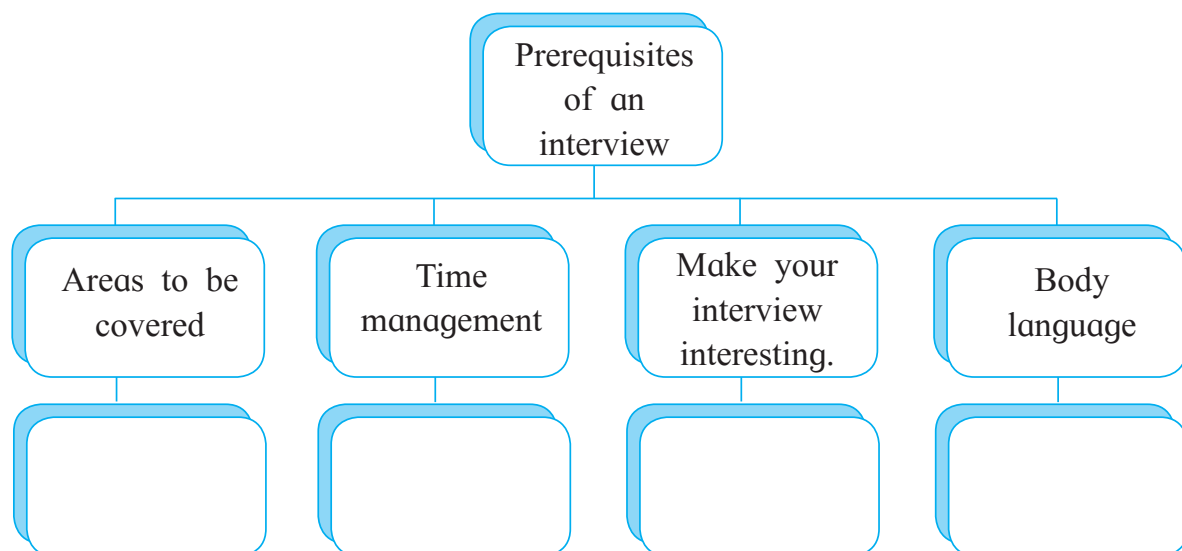 Prerequisites
of an
interview
Areas to be
covered
Time
management
Make your
interview
interesting.
Body
language